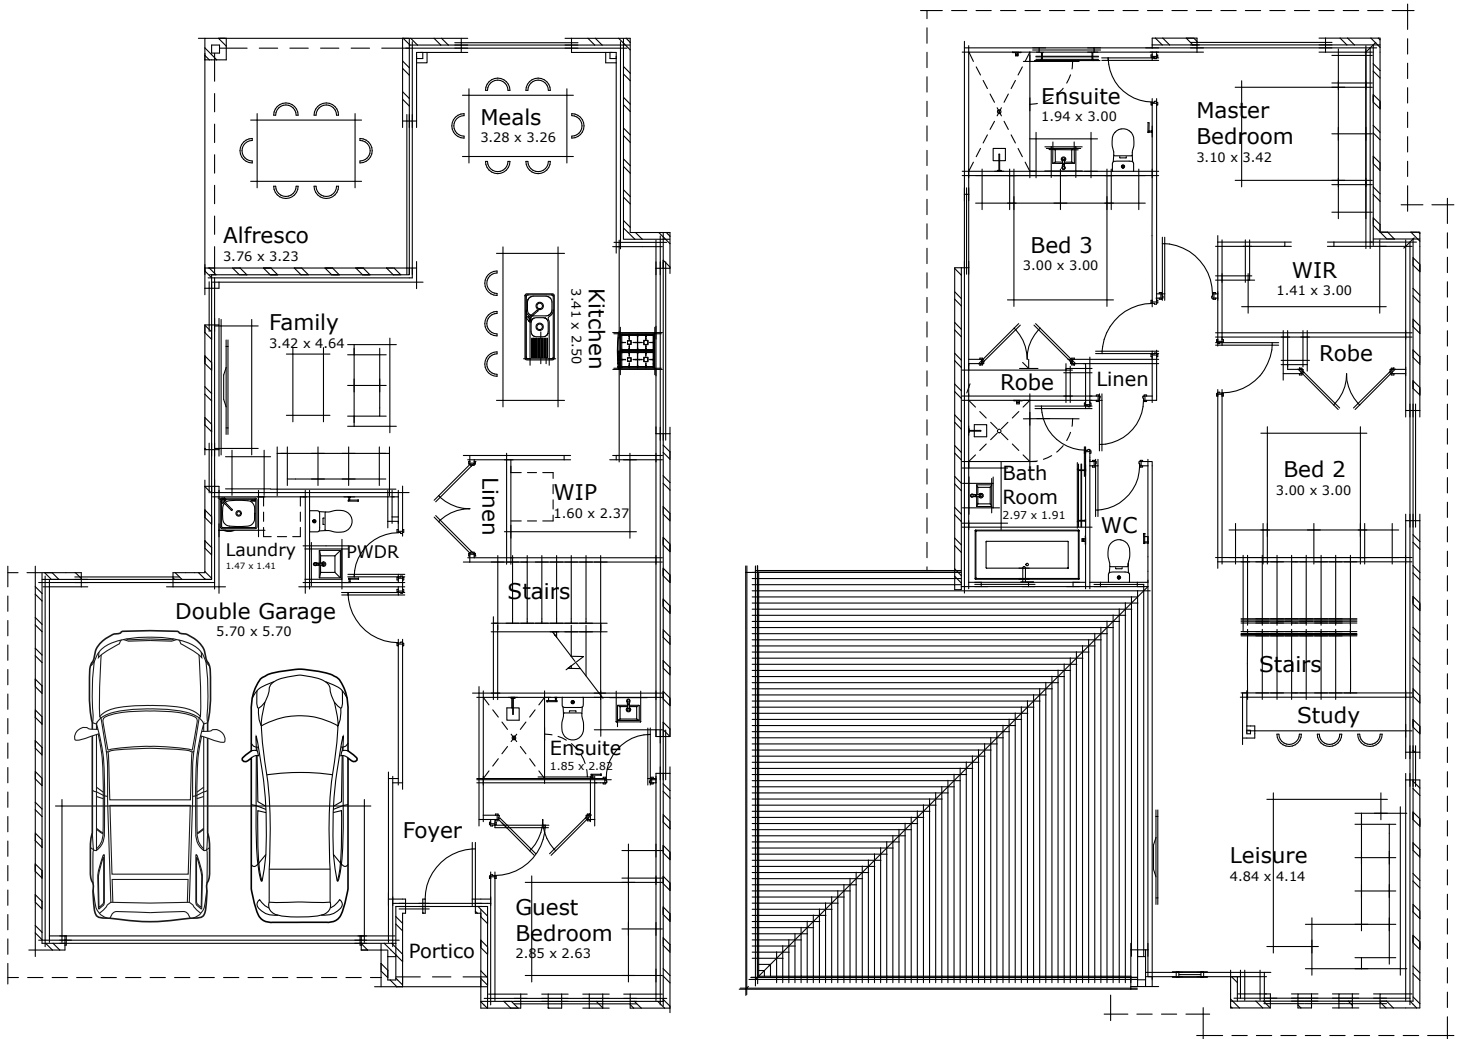 Meals
3.28 x 3.26
Alfresco
3.76 x 3.23
Family
3.42 x 4.64
Kitchen
3.41 x 2.50
Linen
WIP
1.60 x 2.37
Laundry
1.47 x 1.41
PWDR
Stairs
Double Garage
5.70 x 5.70
Ensuite
1.85 x 2.82
Foyer
Guest
Bedroom
2.85 x 2.63
Portico
Ensuite
1.94 x 3.00
Master
Bedroom
3.10 x 3.42
Bed 3
3.00 x 3.00
WIR
1.41 x 3.00
Robe
Robe
Linen
Bath
Room
2.97 x 1.91
WC
Bed 2
3.00 x 3.00
Stairs
Study
Leisure
4.84 x 4.14